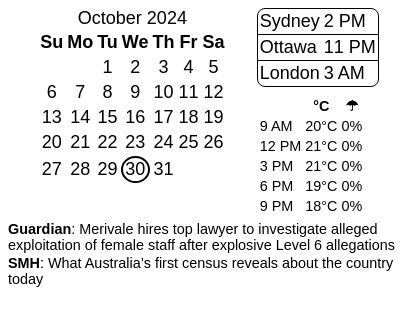 October 2024
Su Mo Tu We Th Fr Sa
1 2 3 4 5
6 7 8 9 10 11 12
13 14 15 16 17 18 19
20 21 22 23 24 25 26
27 28 29 30 31
Sydney 2 PM
Ottawa 11 PM
London 3 AM
°C ☂
9 AM 20°C 0%
12 PM 21°C 0%
3 PM 21°C 0%
6 PM 19°C 0%
9 PM 18°C 0%
Guardian: Merivale hires top lawyer to investigate alleged
exploitation of female staff after explosive Level 6 allegations
SMH: What Australia’s first census reveals about the country
today